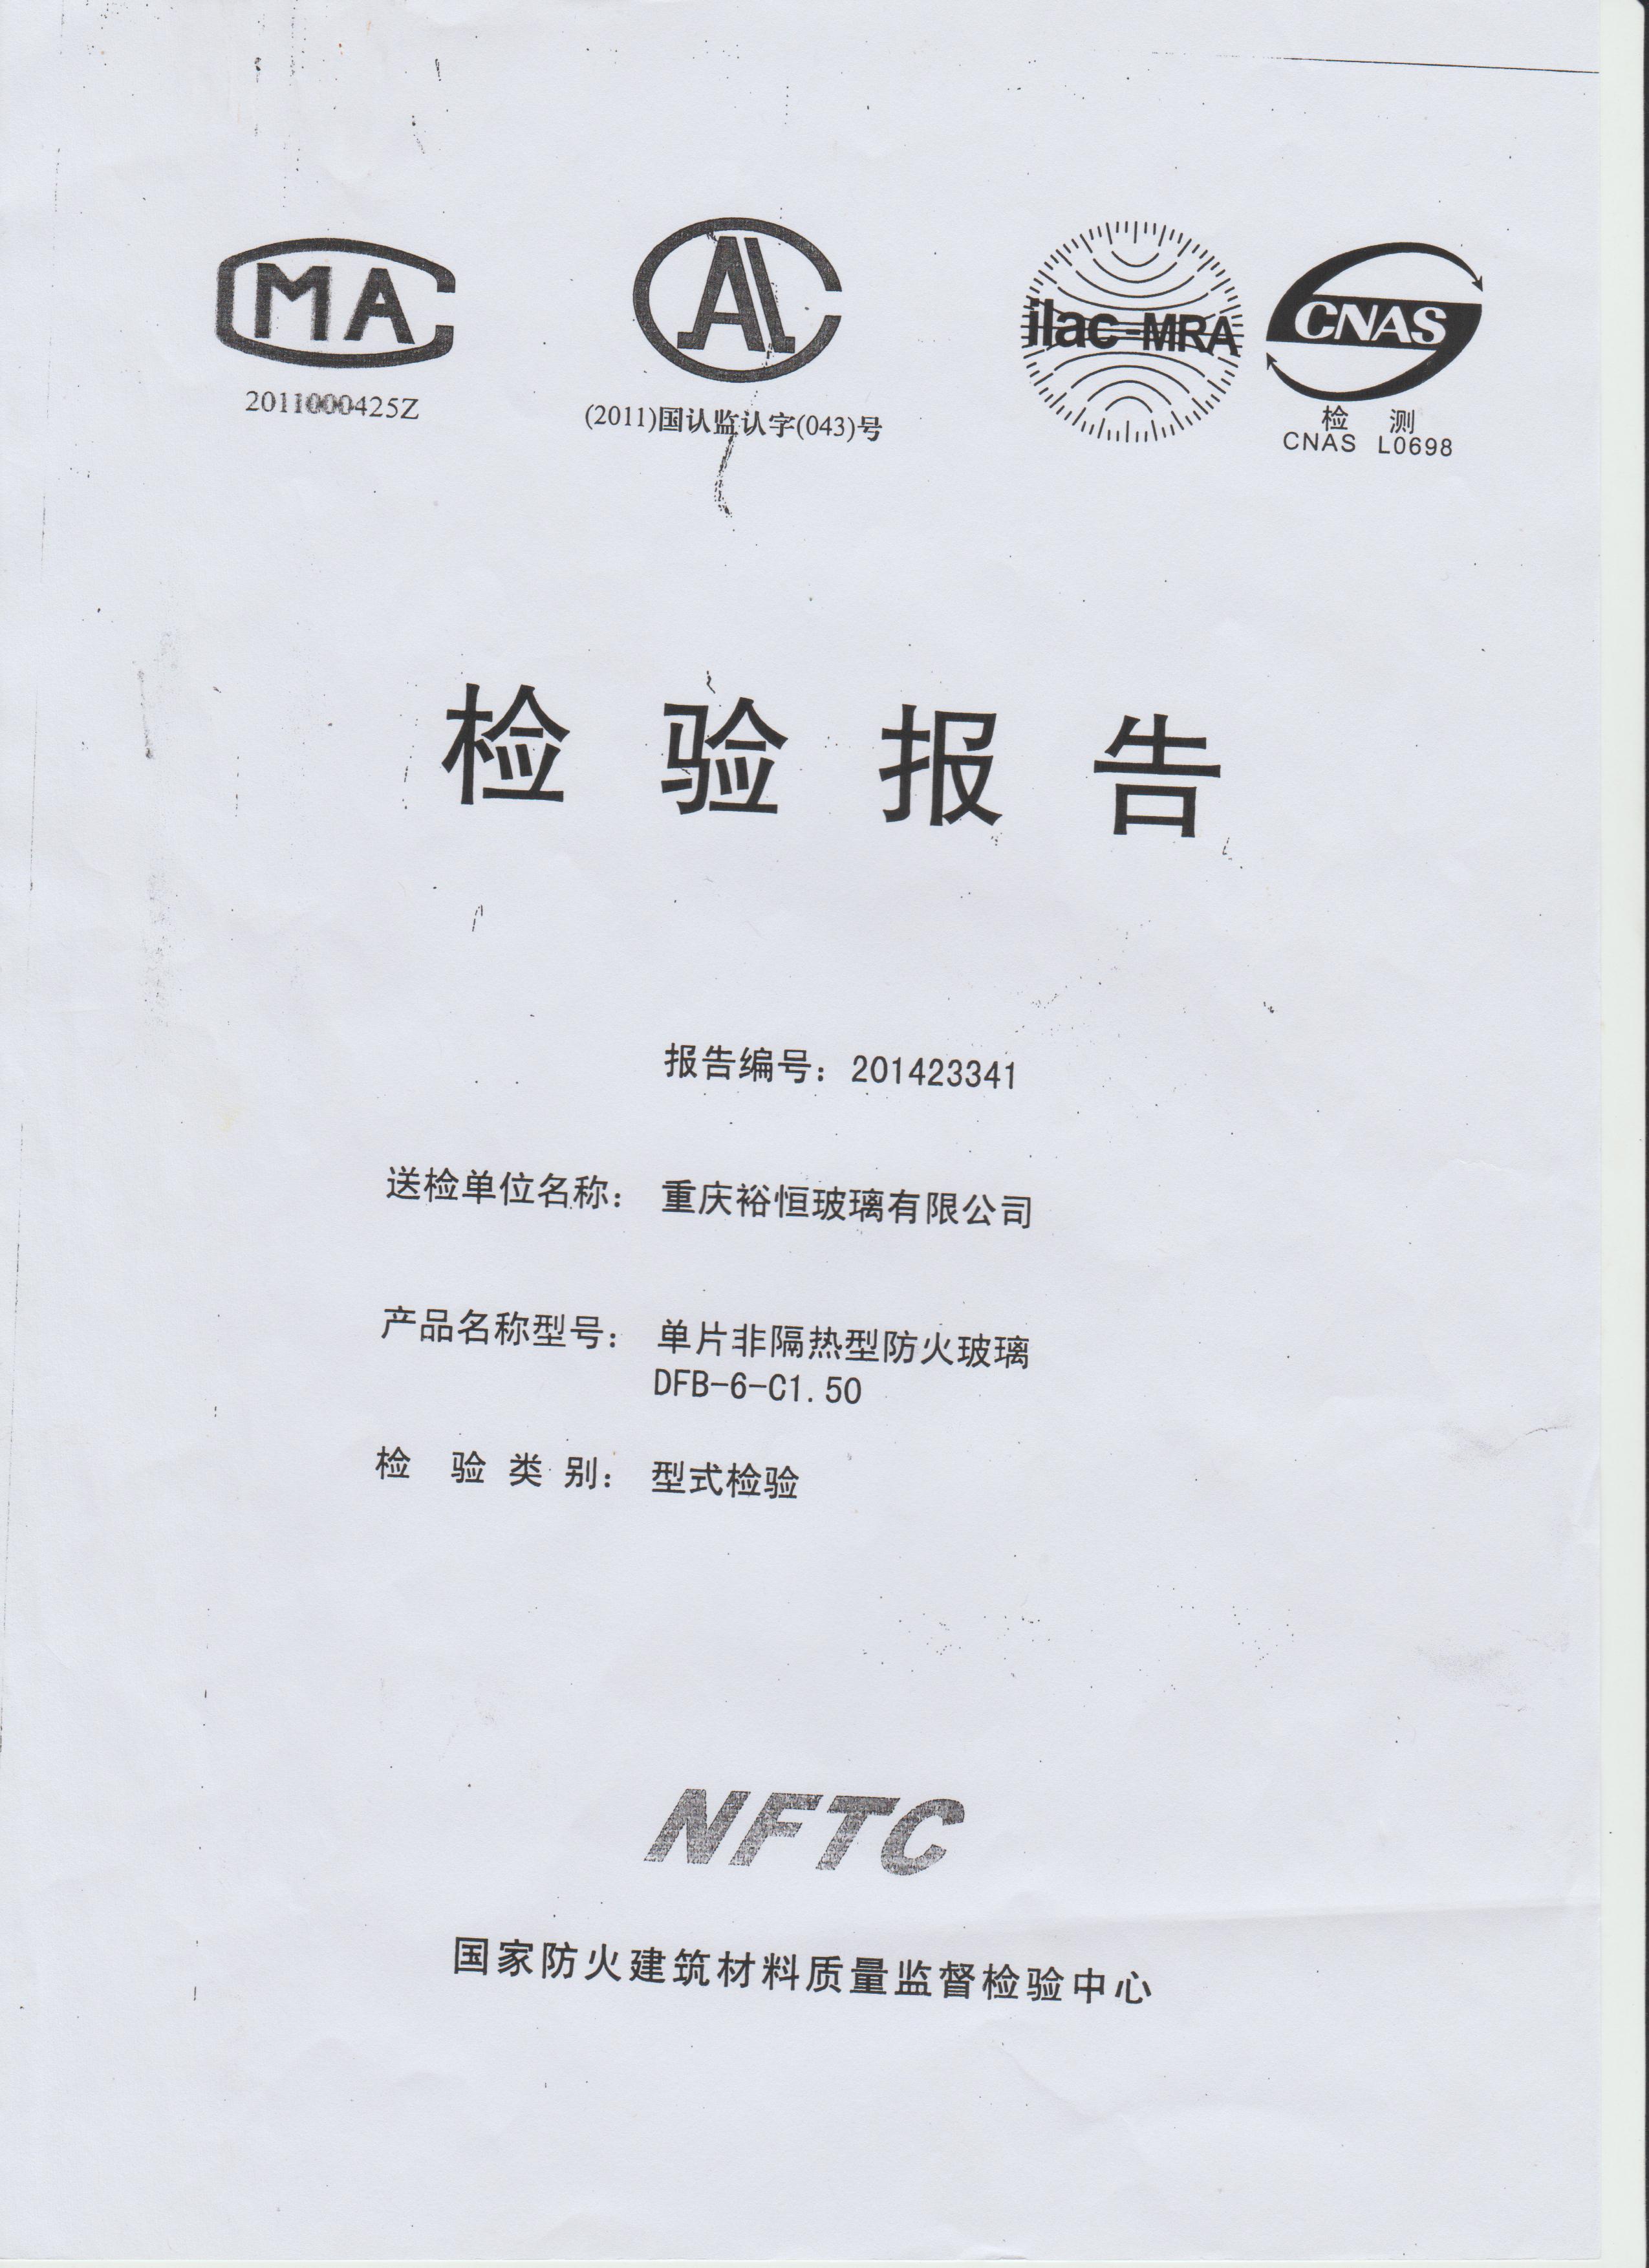 MA
2011000425Z
AL
(2011)国认监认字(043)号
ilac-MRA
CNAS
检 测
CNAS L0698
检验报告
报告编号：201423341
送检单位名称：重庆裕恒玻璃有限公司
产品名称型号：单片非隔热型防火玻璃
DFB-6-C1.50
检 验 类 别：型式检验
NFTC
国家防火建筑材料质量监督检验中心